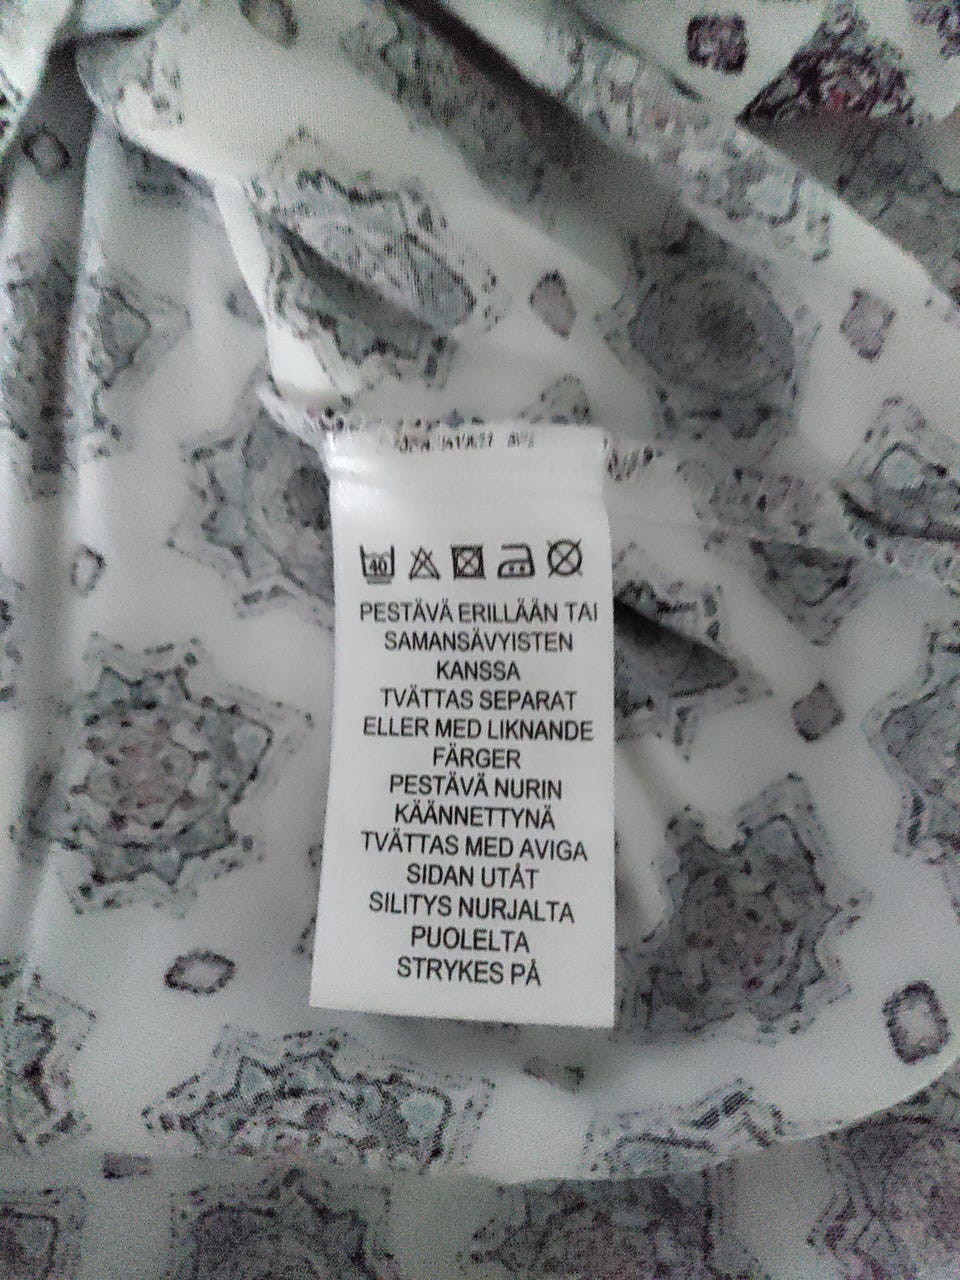 40
PESTÄVÄ ERILLÄÄN TAI
SAMANSÄVYISTEN
KANSSA
TVÄTTAS SEPARAT
ELLER MED LIKNANDE
FÄRGER
PESTÄVÄ NURIN
KÄÄNNETTYNÄ
TVÄTTAS MED AVIGA
SIDAN UTÅT
SILITYS NURJALTA
PUOLELTA
STRYKES PÅ